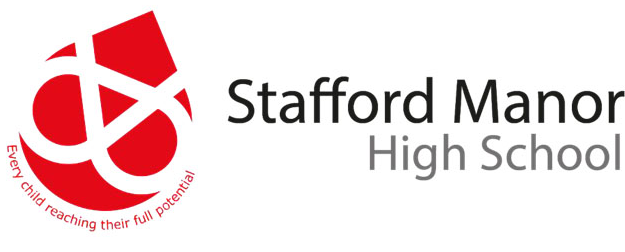 Stafford Manor
High School
Every child reaching their full potential